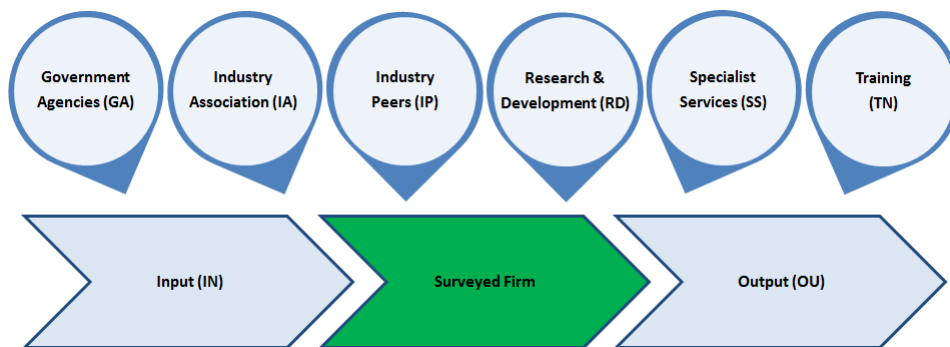 Government
Agencies (GA)
Industry
Association (IA)
Industry
Peers (IP)
Research &
Development (RD)
Specialist
Services (SS)
Training
(TN)
Input (IN)
Surveyed Firm
Output (OU)